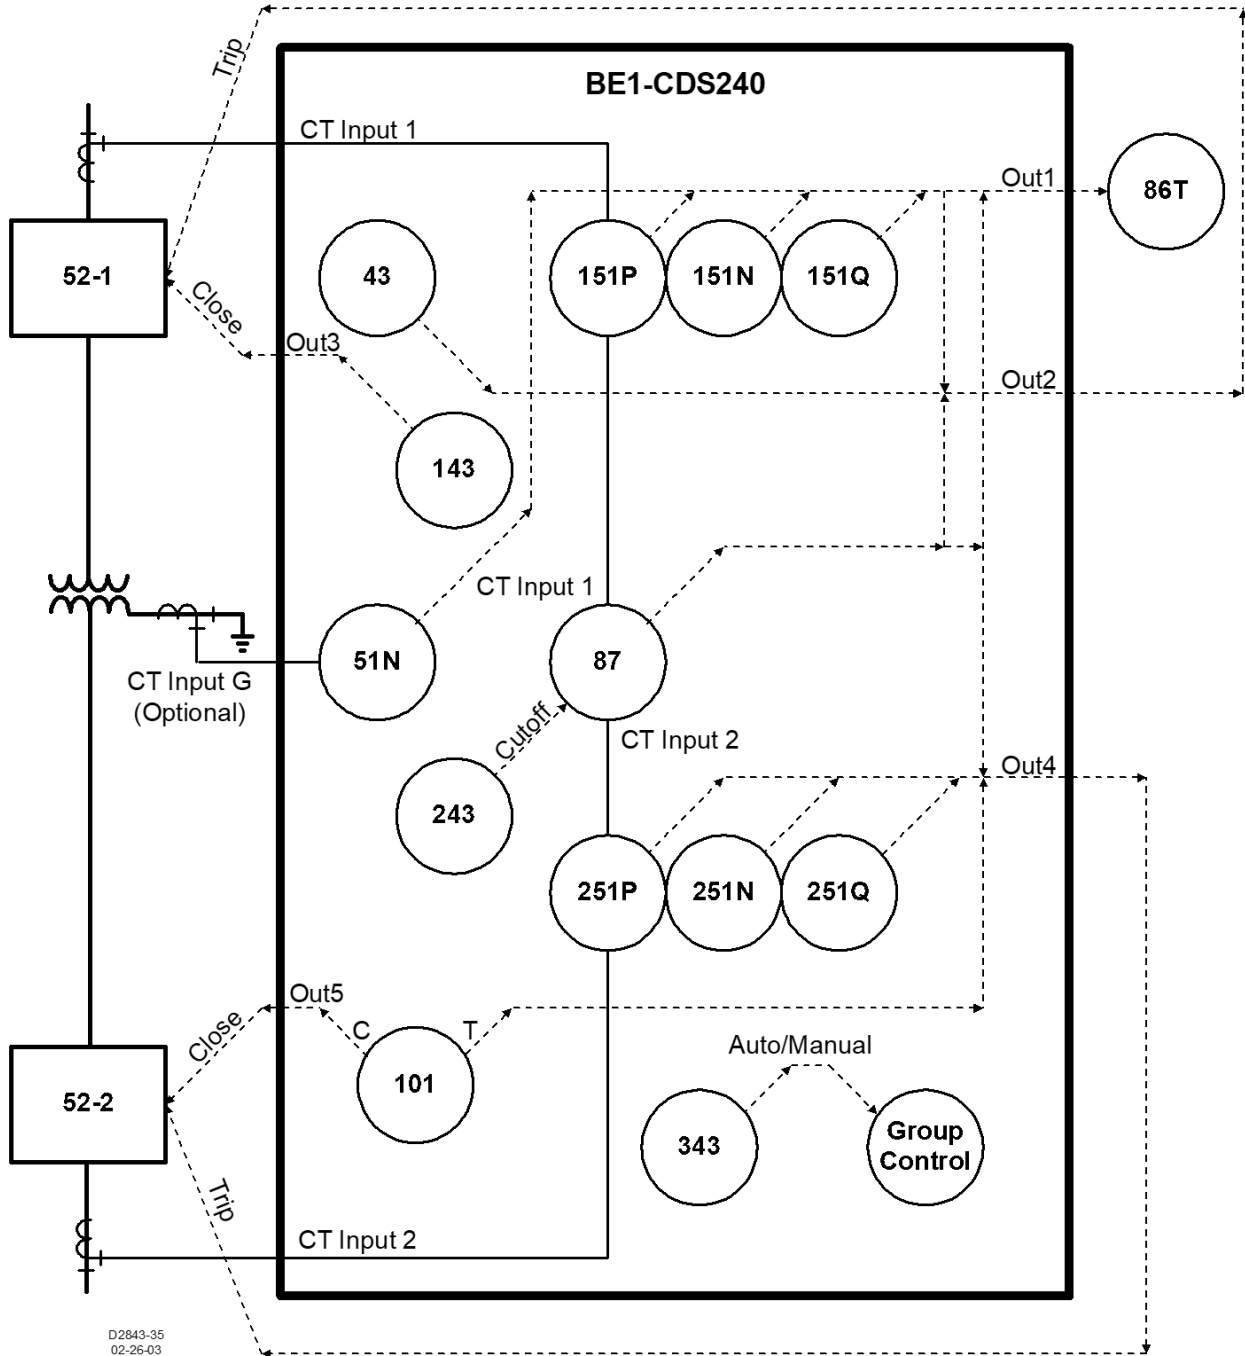 Trip
BE1-CDS240
CT Input 1
Out1
86T
52-1
43
151P
151N
151Q
Close
Out3
Out2
143
CT Input 1
51N
87
CT Input G
(Optional)
Cutoff
CT Input 2
Out4
243
251P
251N
251Q
Out5
C
T
Close
101
Auto/Manual
52-2
343
Group
Control
Trip
CT Input 2
D2843-35
02-26-03